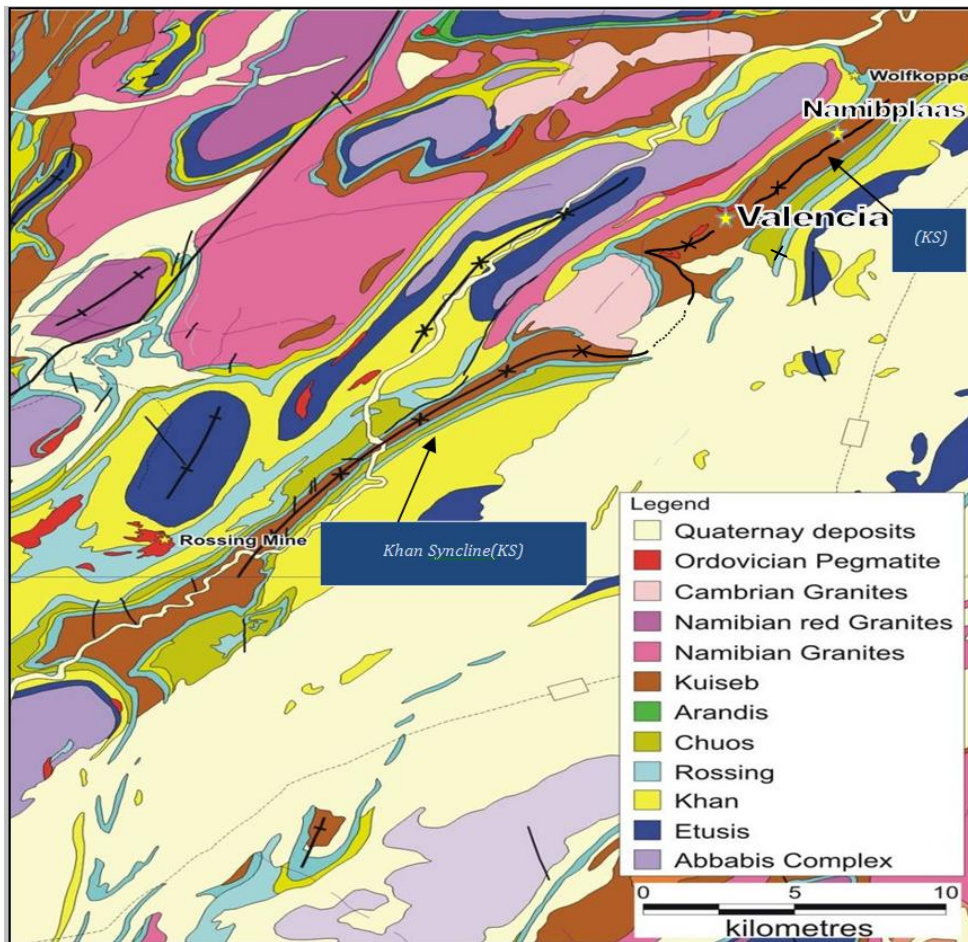 Wolfkoppe
Namibplaas
Valencia
(KS)
Rossing Mine
Khan Syncline(KS)
Legend
Quaternay deposits
Ordovician Pegmatite
Cambrian Granites
Namibian red Granites
Namibian Granites
Kuiseb
Arandis
Chuos
Rossing
Khan
Etusis
Abbabis Complex
0 5 10
kilometres